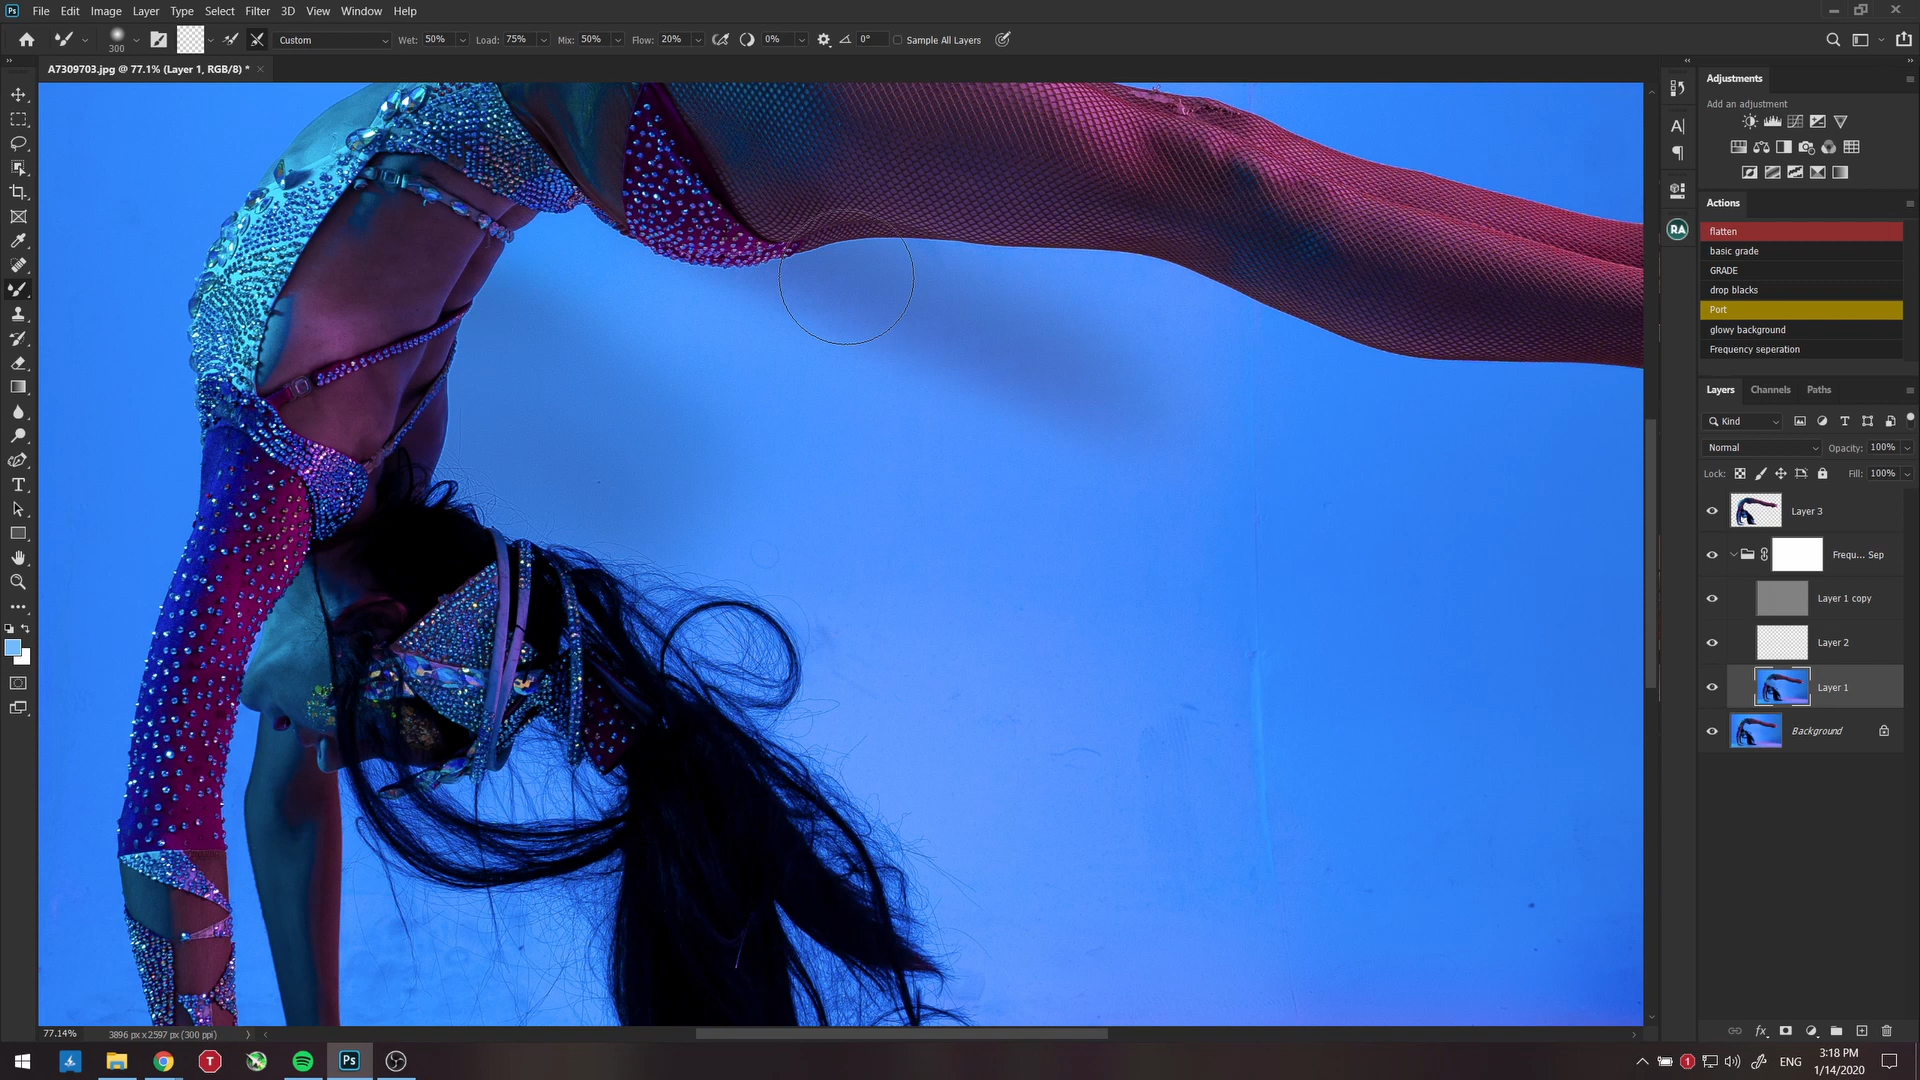 Ps File Edit Image Layer Type Select Filter 3D View Window Help
300 Custom Wet: 50% Load: 75% Mix: 50% Flow: 20% 0% 0° Sample All Layers
A7309703.jpg @ 77.1% (Layer 1, RGB/8) *
Adjustments
Add an adjustment
Actions
flatten
basic grade
GRADE
drop blacks
Port
glowy background
Frequency seperation
Layers Channels Paths
Kind
Normal Opacity: 100%
Lock: Fill: 100%
Layer 3
Frequ... Sep
Layer 1 copy
Layer 2
Layer 1
Background
RA
77.14% 3896 px x 2597 px (300 ppi)
T Ps 1 ENG 3:18 PM
1/14/2020